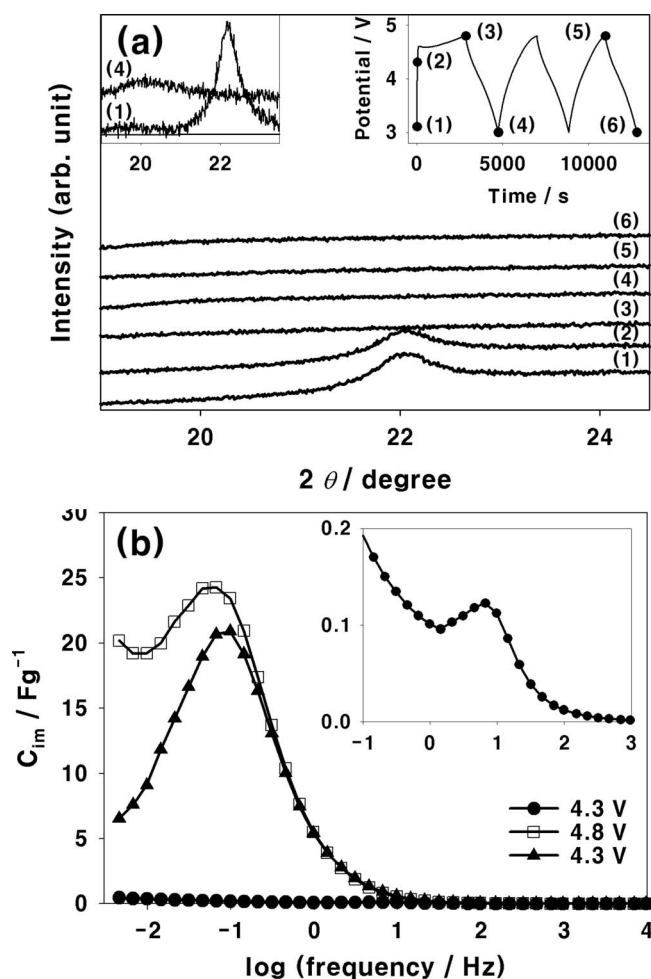 (a)
(4)
(1)
20 22
Potential / V
5
4
3
(3)
(5)
(2)
(1)
(4)
(6)
0 5000 10000
Time / s
Intensity (arb. unit)
(6)
(5)
(4)
(3)
(2)
(1)
20 22 24
2 θ / degree
(b)
C_im / Fg⁻¹
30
25
20
15
10
5
0
0.2
0.1
0.0
−1 0 1 2 3
4.3 V
4.8 V
4.3 V
−2 −1 0 1 2 3 4
log (frequency / Hz)